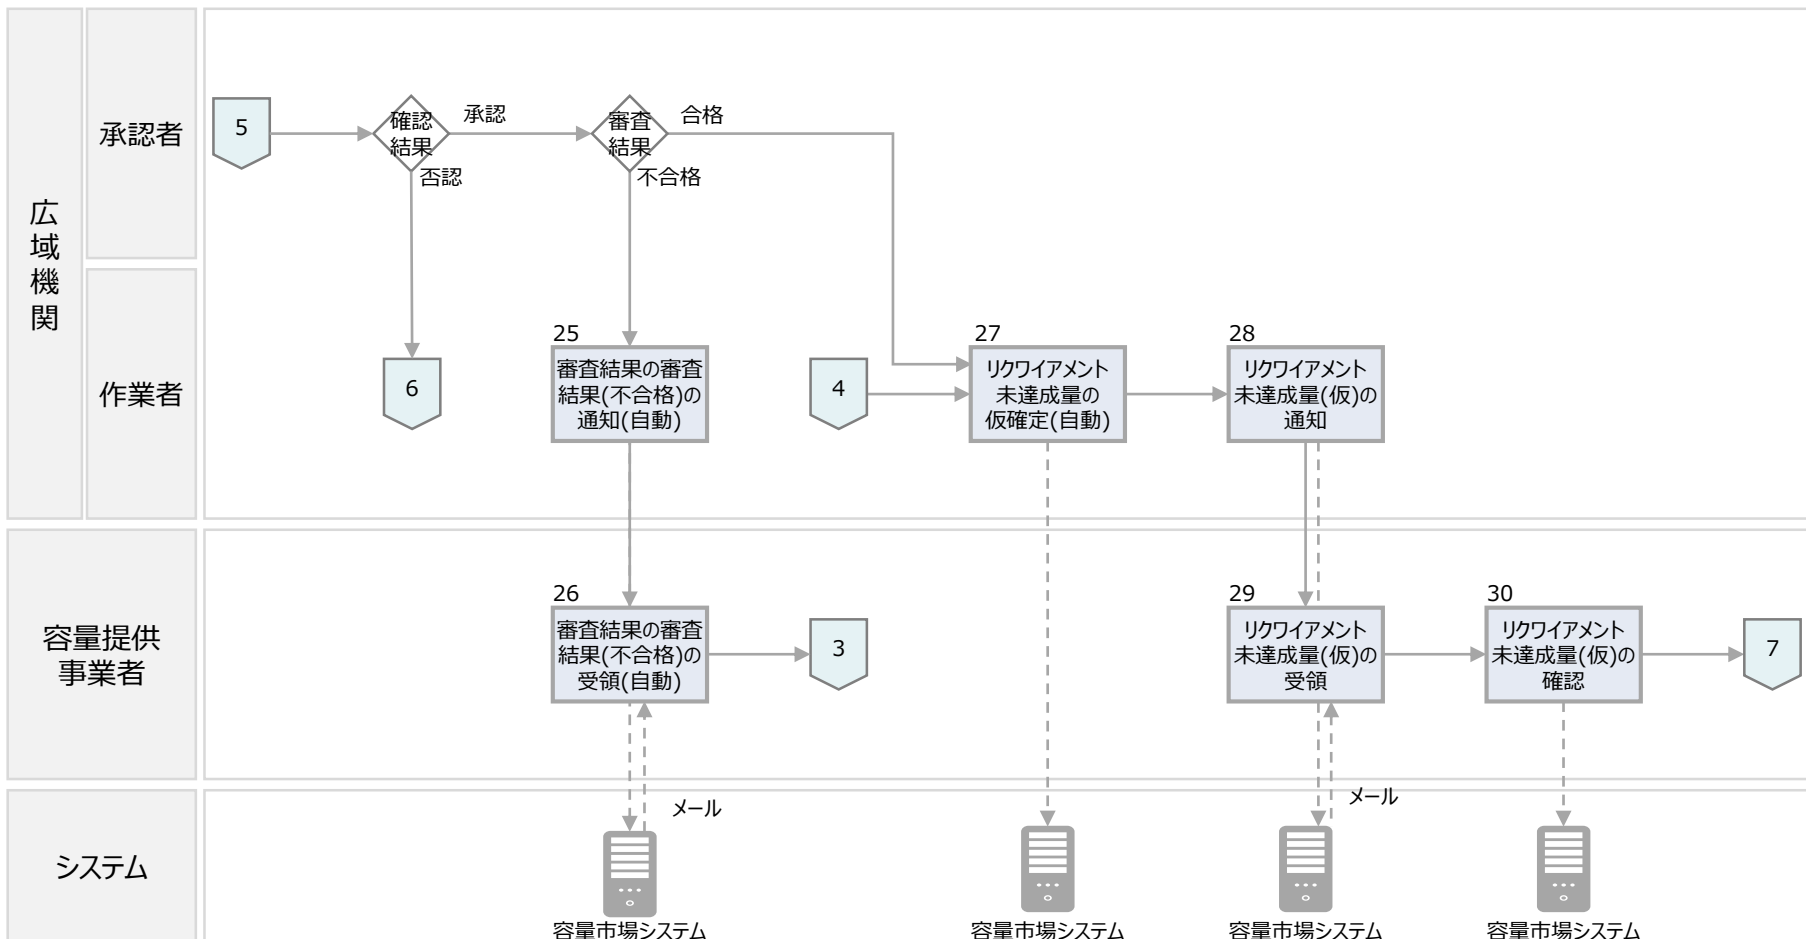 広域機関
承認者
5
確認
結果
承認
否認
審査
結果
合格
不合格
作業者
6
25
審査結果の審査
結果(不合格)の
通知(自動)
4
27
リクワイアメント
未達成量の
仮確定(自動)
28
リクワイアメント
未達成量(仮)の
通知
容量提供
事業者
26
審査結果の審査
結果(不合格)の
受領(自動)
3
29
リクワイアメント
未達成量(仮)の
受領
30
リクワイアメント
未達成量(仮)の
確認
7
システム
メール
メール
容量市場システム
容量市場システム
容量市場システム
容量市場システム